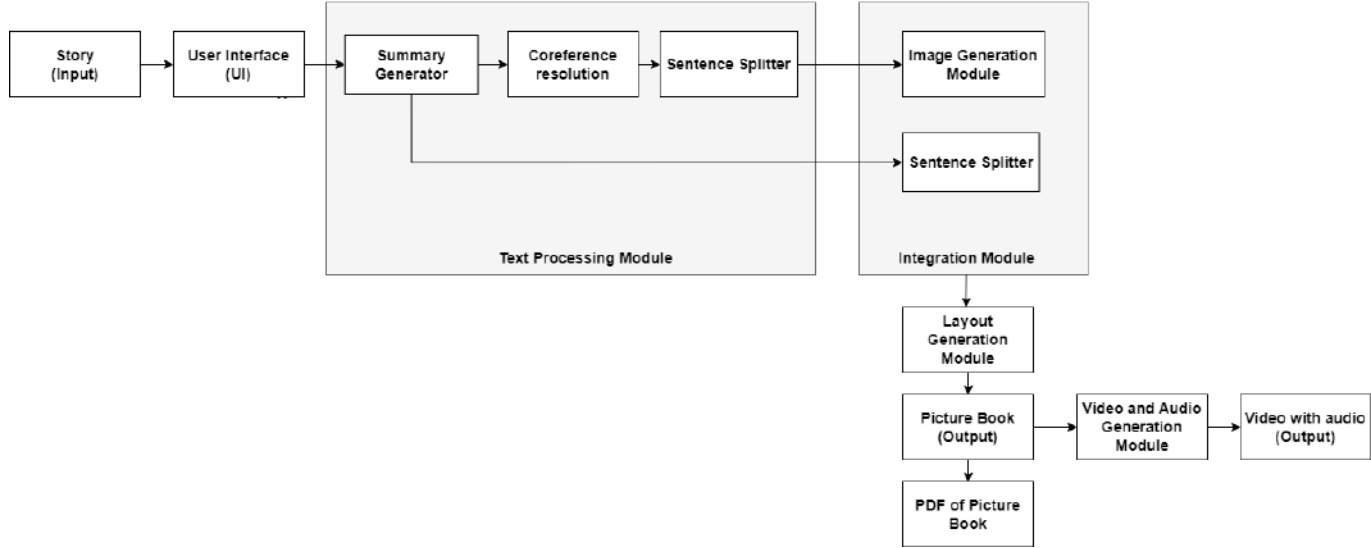 Story
(Input)
User Interface
(UI)
Summary
Generator
Coreference
resolution
Sentence Splitter
Image Generation
Module
Sentence Splitter
Text Processing Module
Integration Module
Layout
Generation
Module
Picture Book
(Output)
Video and Audio
Generation
Module
Video with audio
(Output)
PDF of Picture
Book